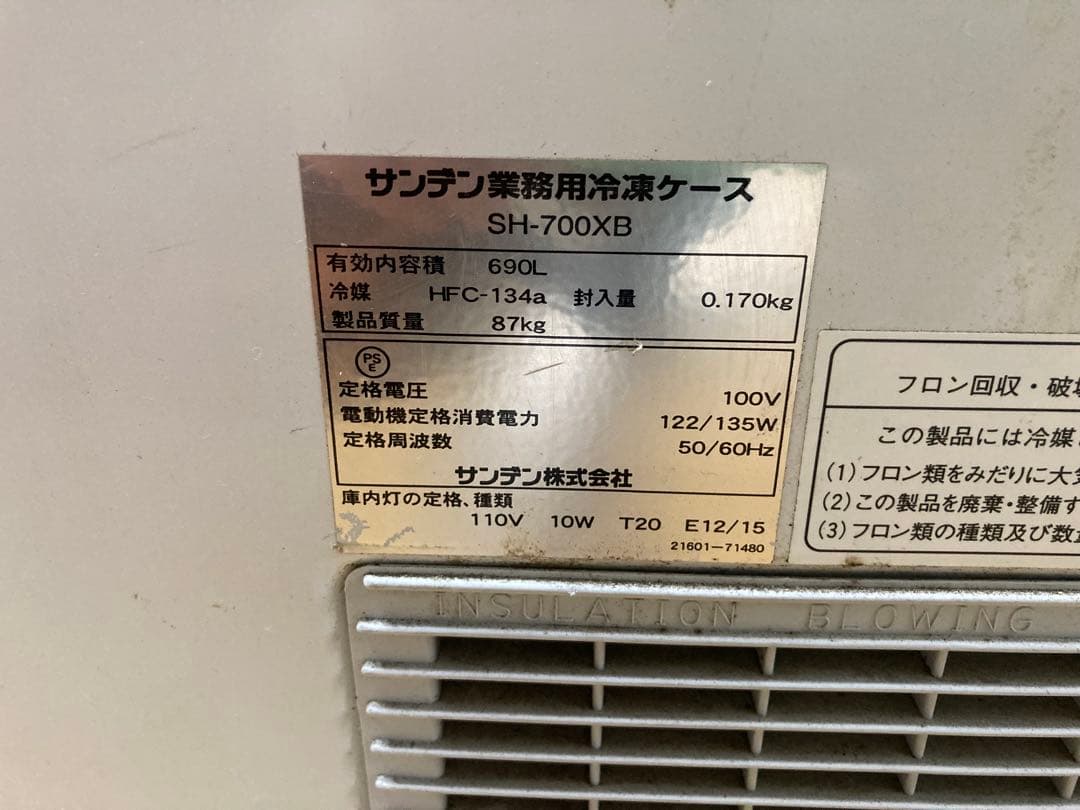 サンデン業務用冷凍ケース
SH-700XB
有効内容積 690L
冷媒 HFC-134a 封入量 0.170kg
製品質量 87kg
PSE
定格電圧 100V
電動機定格消費電力 122/135W
定格周波数 50/60Hz
サンデン株式会社
庫内灯の定格、種類
110V 10W T20 E12/15
21601-71480
フロン回収・破
この製品には冷媒
(1)フロン類をみだりに大
(2)この製品を廃棄・整備す
(3)フロン類の種類及び数
INSULATION BLOWING